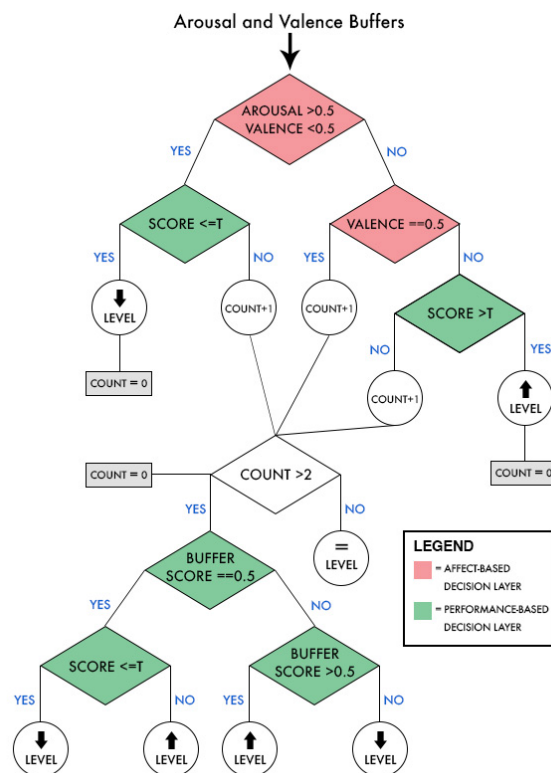 Arousal and Valence Buffers
AROUSAL >0.5
VALENCE <0.5
YES
NO
SCORE <=T
VALENCE ==0.5
YES
NO
YES
NO
LEVEL
COUNT+1
COUNT+1
SCORE >T
NO
YES
COUNT = 0
COUNT+1
LEVEL
COUNT = 0
COUNT >2
COUNT = 0
YES
NO
=
LEVEL
BUFFER
SCORE ==0.5
LEGEND
= AFFECT-BASED
DECISION LAYER
= PERFORMANCE-BASED
DECISION LAYER
YES
NO
SCORE <=T
BUFFER
SCORE >0.5
YES
NO
YES
NO
LEVEL
LEVEL
LEVEL
LEVEL